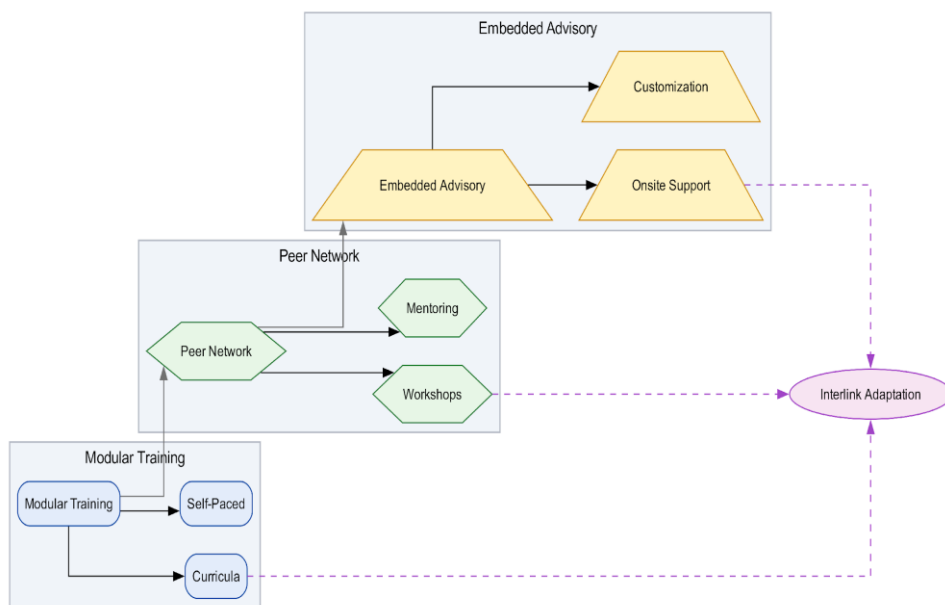 Embedded Advisory
Customization
Embedded Advisory
Onsite Support
Peer Network
Mentoring
Peer Network
Workshops
Interlink Adaptation
Modular Training
Modular Training
Self-Paced
Curricula